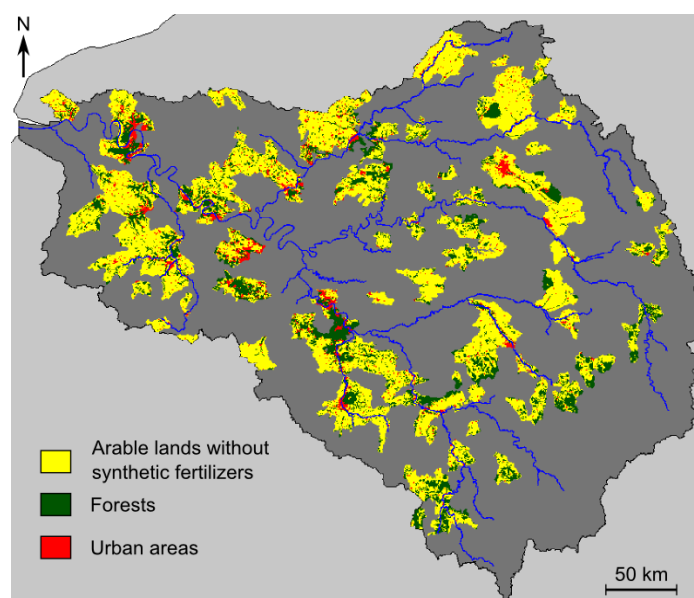 N
Arable lands without
synthetic fertilizers
Forests
Urban areas
50 km